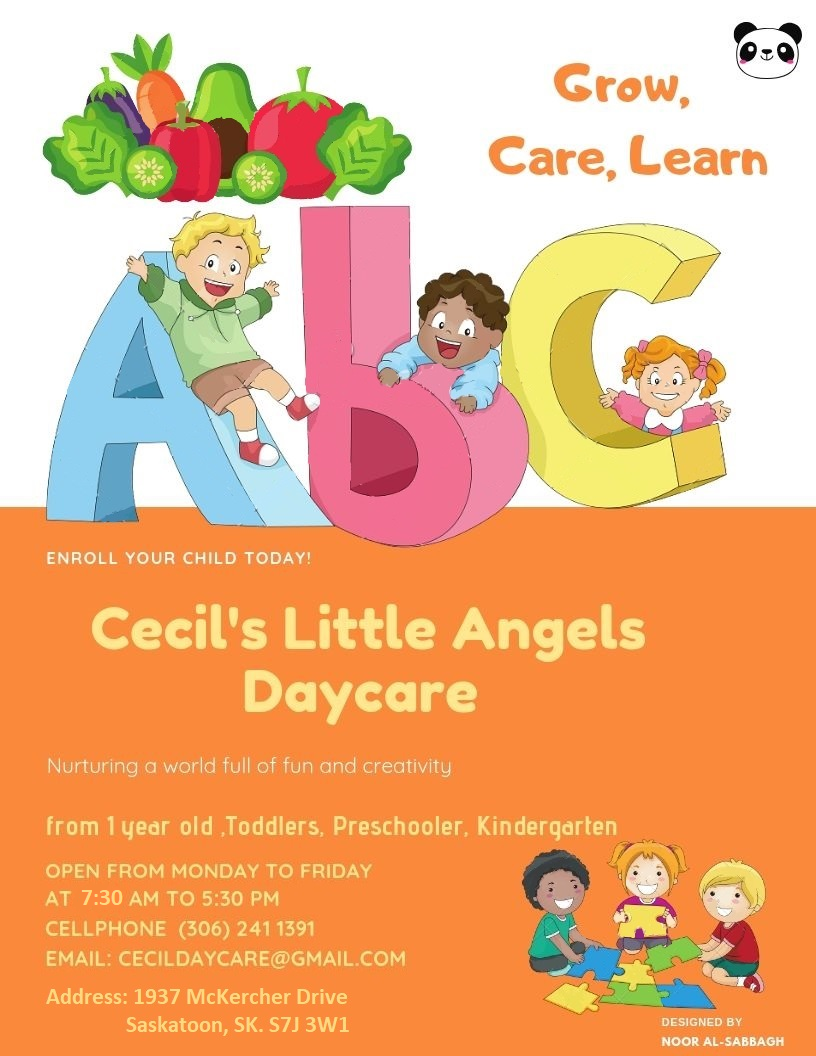 Grow,
Care, Learn
Abc
ENROLL YOUR CHILD TODAY!
Cecil's Little Angels
Daycare
Nurturing a world full of fun and creativity
from 1 year old ,Toddlers, Preschooler, Kindergarten
OPEN FROM MONDAY TO FRIDAY
AT 7:30 AM TO 5:30 PM
CELLPHONE (306) 241 1391
EMAIL: CECILDAYCARE@GMAIL.COM
Address: 1937 McKercher Drive
Saskatoon, SK. S7J 3W1
DESIGNED BY
NOOR AL-SABBAGH